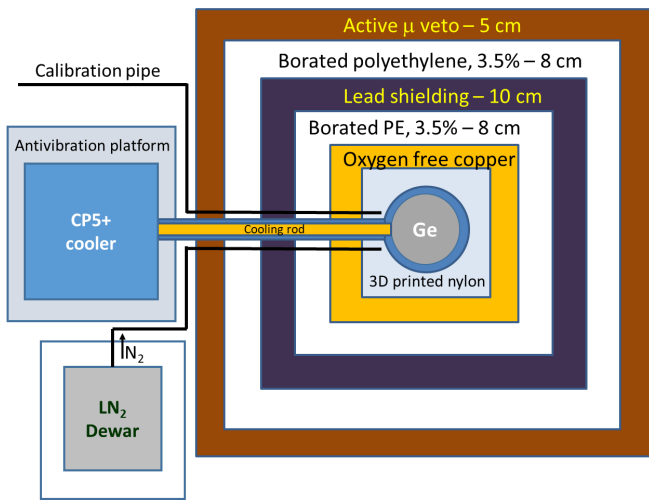 Active μ veto – 5 cm
Borated polyethylene, 3.5% – 8 cm
Calibration pipe
Lead shielding – 10 cm
Borated PE, 3.5% – 8 cm
Antivibration platform
Oxygen free copper
CP5+
cooler
Cooling rod
Ge
3D printed nylon
N₂
LN₂
Dewar